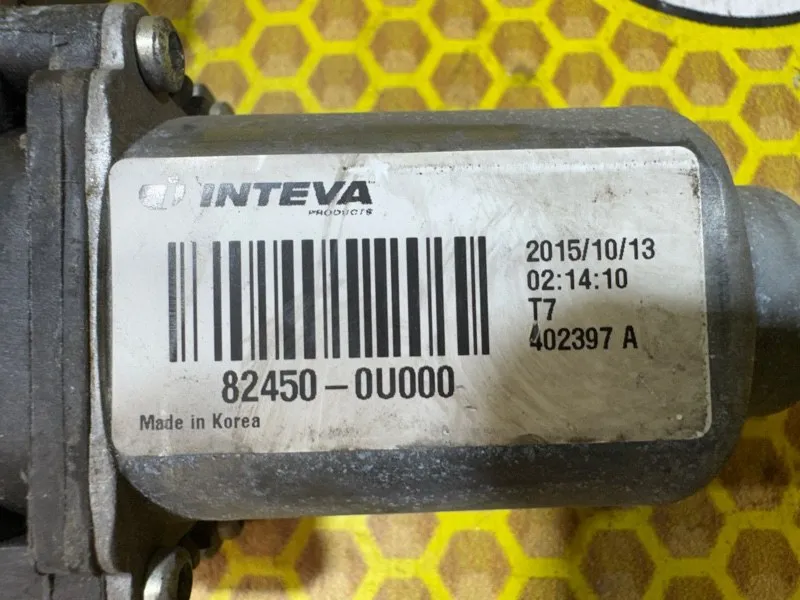 INTEVA
PRODUCTS
2015/10/13
02:14:10
T7
402397 A
82450-0U000
Made in Korea